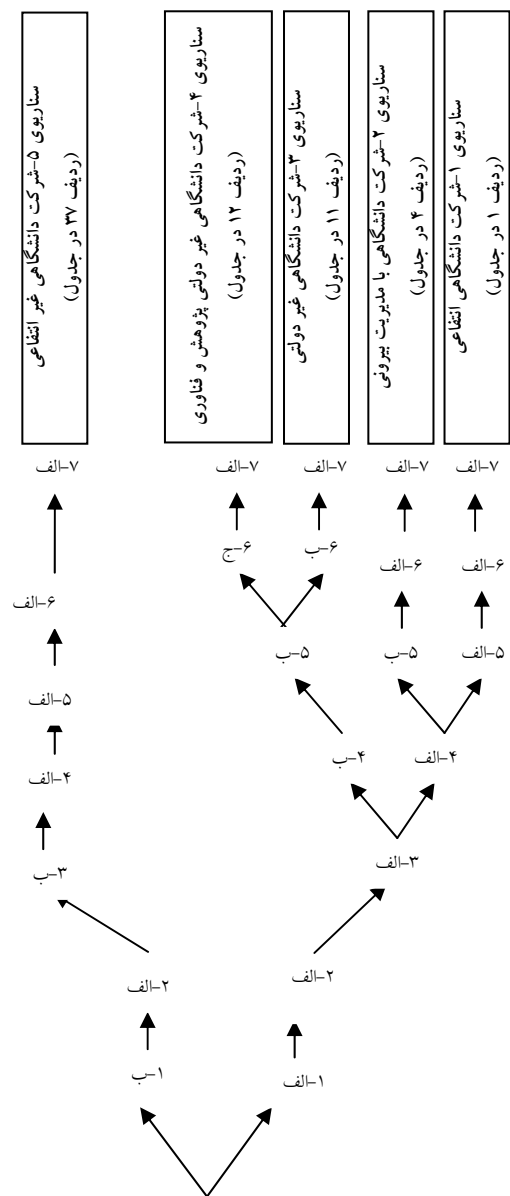 سناریوی ۱-شرکت دانشگاهی انتفاعی
(ردیف ۱ در جدول)
سناریوی ۲-شرکت دانشگاهی با مدیریت بیرونی
(ردیف ۴ در جدول)
سناریوی ۳-شرکت دانشگاهی غیر دولتی
(ردیف ۱۱ در جدول)
سناریوی ۴-شرکت دانشگاهی غیر دولتی پژوهش و فناوری
(ردیف ۱۲ در جدول)
سناریوی ۵-شرکت دانشگاهی غیر انتفاعی
(ردیف ۳۷ در جدول)
۷-الف
۷-الف
۷-الف
۷-الف
۷-الف
۶-الف
۶-الف
۶-ب
۶-ج
۶-الف
۵-الف
۵-ب
۵-ب
۵-الف
۴-الف
۴-ب
۴-الف
۳-الف
۳-ب
۲-الف
۲-الف
۱-الف
۱-ب